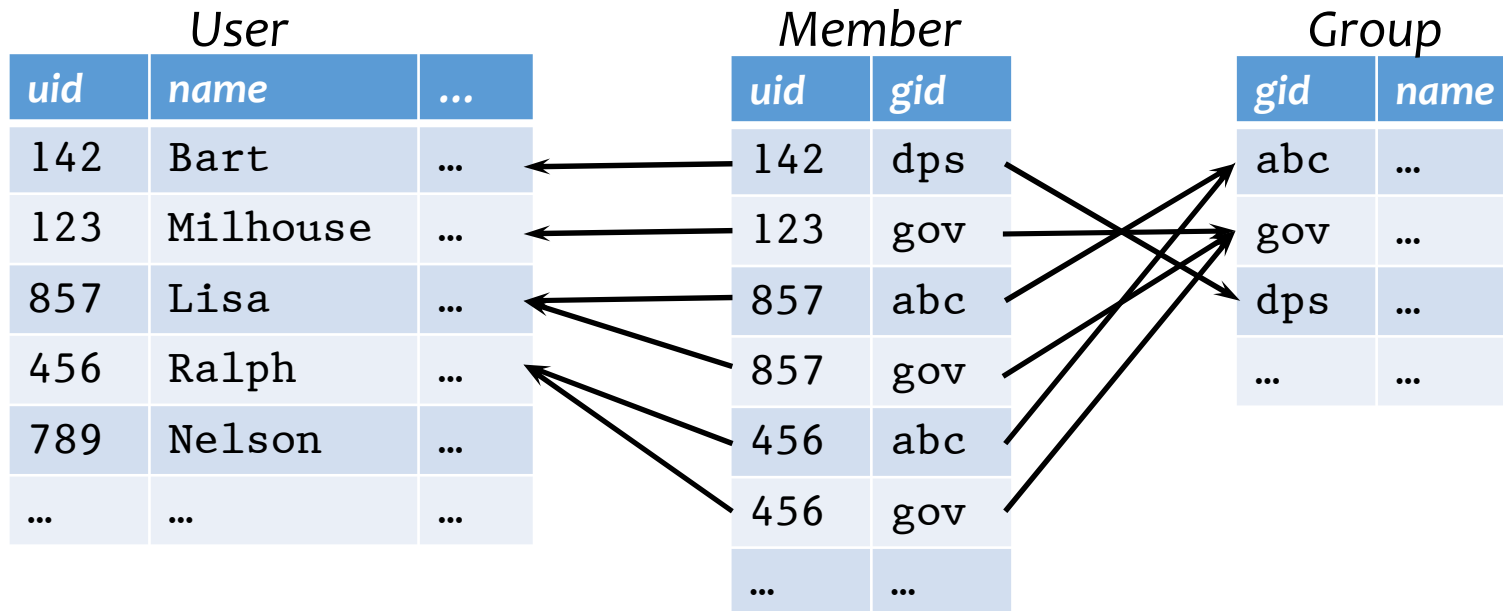 User
uid name ...
142 Bart ...
123 Milhouse ...
857 Lisa ...
456 Ralph ...
789 Nelson ...
... ... ...
Member
uid gid
142 dps
123 gov
857 abc
857 gov
456 abc
456 gov
... ...
Group
gid name
abc ...
gov ...
dps ...
... ...